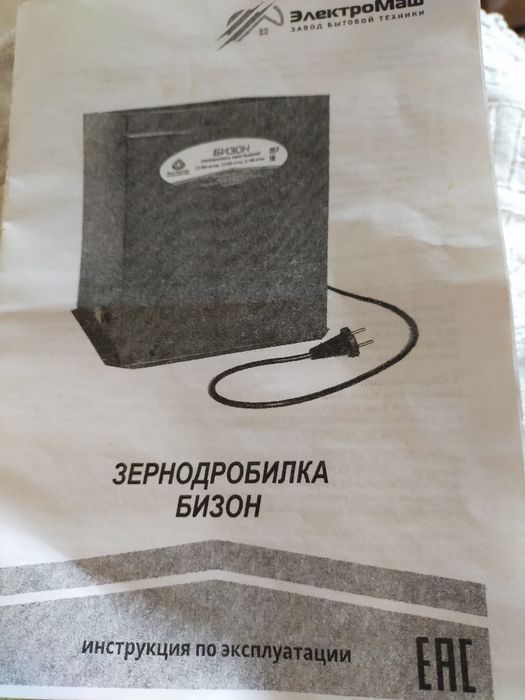 ЭлектроМаш
ЗАВОД БЫТОВОЙ ТЕХНИКИ
БИЗОН
ЗЕРНОДРОБИЛКА
БИЗОН
инструкция по эксплуатации
EAC